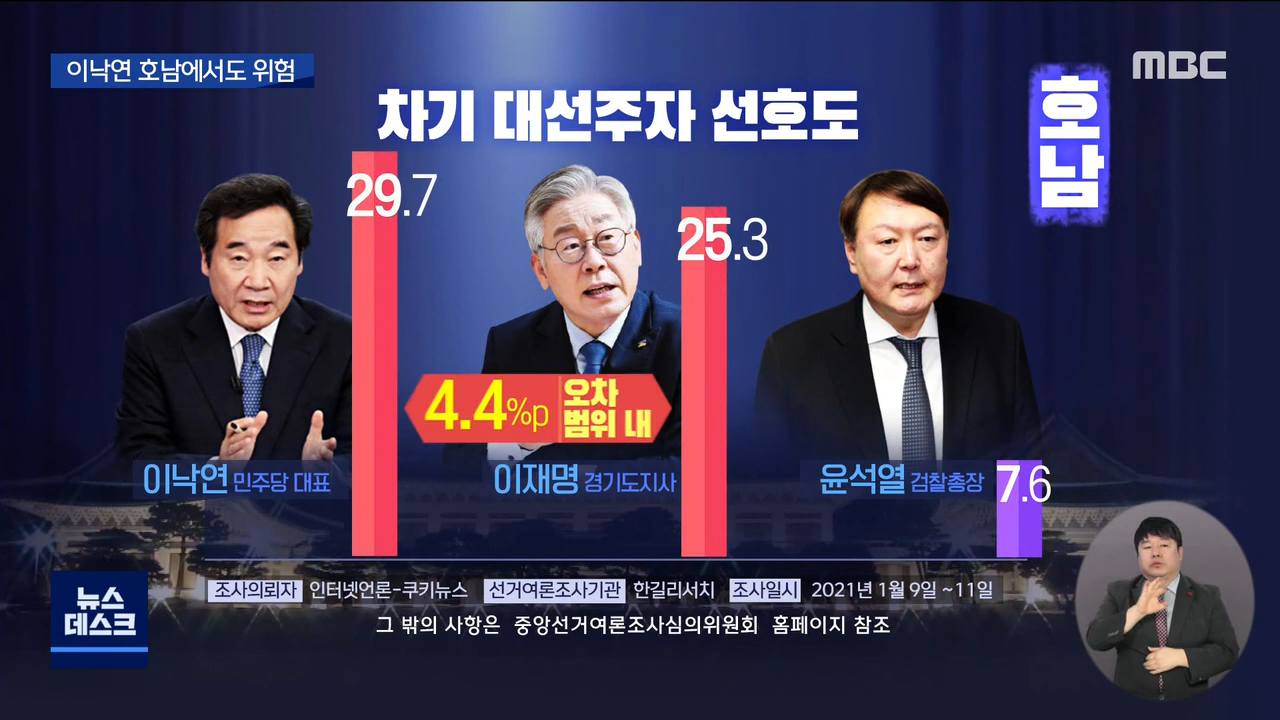 이낙연 호남에서도 위험
MBC
차기 대선주자 선호도
호남
29.7
25.3
4.4%p 오차 범위 내
이낙연 민주당 대표
이재명 경기도지사
윤석열 검찰총장
7.6
조사의뢰자 인터넷언론-쿠키뉴스 선거여론조사기관 한길리서치 조사일시 2021년 1월 9일 ~11일
그 밖의 사항은 중앙선거여론조사심의위원회 홈페이지 참조
뉴스
데스크